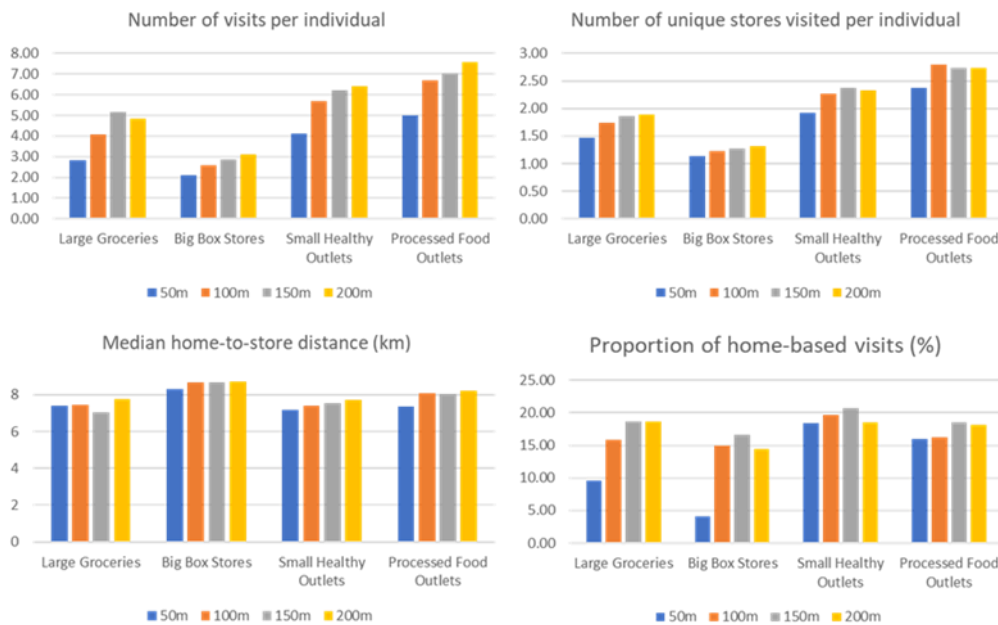 Number of visits per individual
8.00
7.00
6.00
5.00
4.00
3.00
2.00
1.00
0.00
Large Groceries Big Box Stores Small Healthy Processed Food
Outlets Outlets
50m 100m 150m 200m
Number of unique stores visited per individual
3.00
2.50
2.00
1.50
1.00
0.50
0.00
Large Groceries Big Box Stores Small Healthy Processed Food
Outlets Outlets
50m 100m 150m 200m
Median home-to-store distance (km)
8
6
4
2
0
Large Groceries Big Box Stores Small Healthy Processed Food
Outlets Outlets
50m 100m 150m 200m
Proportion of home-based visits (%)
25.00
20.00
15.00
10.00
5.00
0.00
Large Groceries Big Box Stores Small Healthy Processed Food
Outlets Outlets
50m 100m 150m 200m